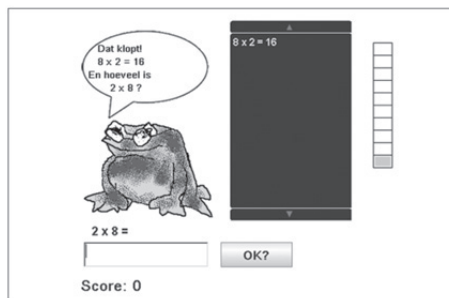 Dat klopt!
8 x 2 = 16
En hoeveel is
2 x 8 ?
8 x 2 = 16
2 x 8 =
OK?
Score: 0